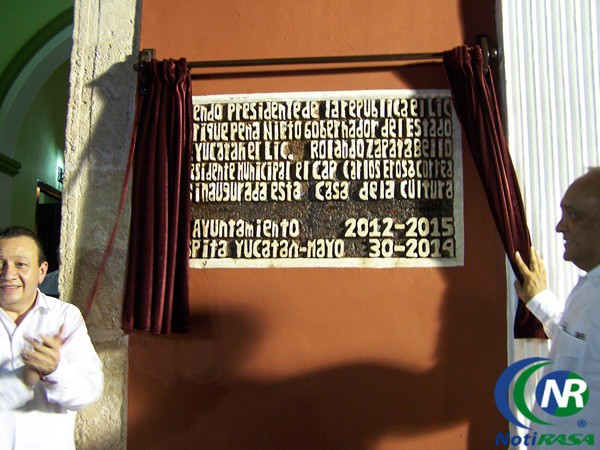 endo Presidente de la republica el Lic
rique peña Nieto Gobernador del Estado
Yucatan el Lic. Rolando Zapata Bello
esidente Municipal el CAP. Carlos Erosa Correa
s inaugurada esta Casa de la cultura
Ayuntamiento 2012-2015
spita Yucatan-Mayo 30-2014
NR
®
NotiRASA